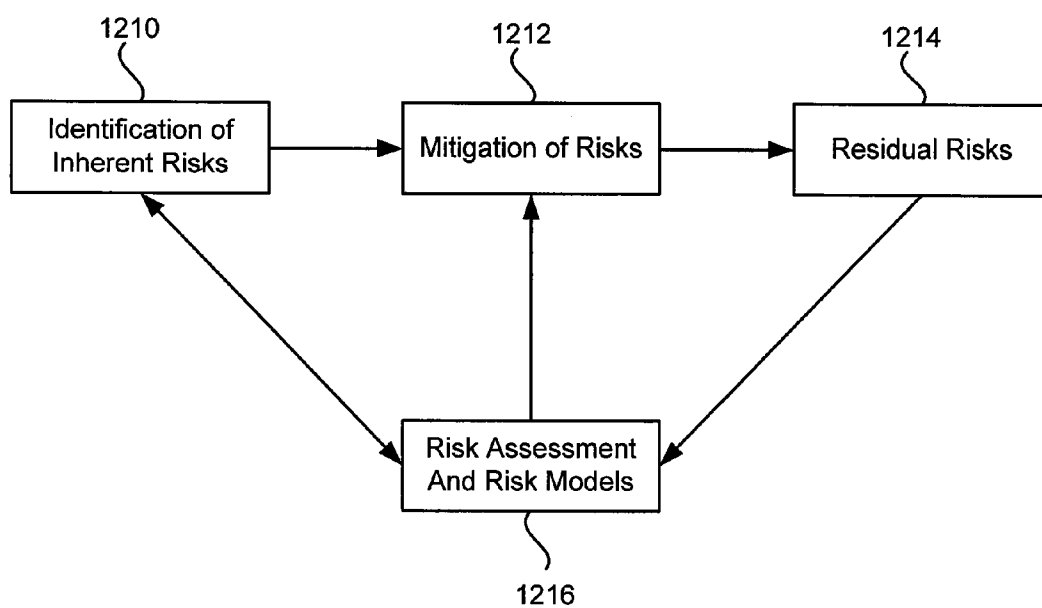 1210
1212
1214
Identification of
Inherent Risks
Mitigation of Risks
Residual Risks
Risk Assessment
And Risk Models
1216